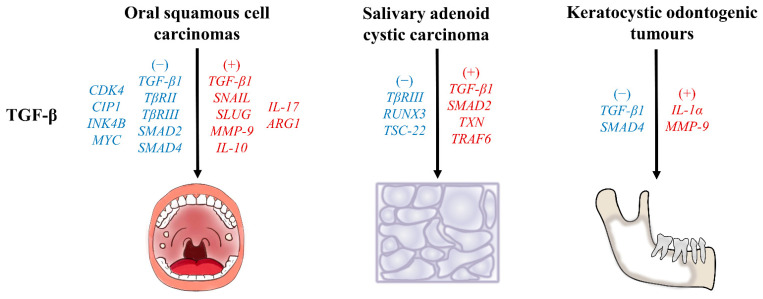 Oral squamous cell
carcinomas
Salivary adenoid
cystic carcinoma
Keratocystic odontogenic
tumours
TGF-β
CDK4
CIP1
INK4B
MYC
(−)
TGF-β1
TβRII
TβRIII
SMAD2
SMAD4
(+)
TGF-β1
SNAIL
SLUG
MMP-9
IL-10
IL-17
ARG1
(−)
TβRIII
RUNX3
TSC-22
(+)
TGF-β1
SMAD2
TXN
TRAF6
(−)
TGF-β1
SMAD4
(+)
IL-1α
MMP-9